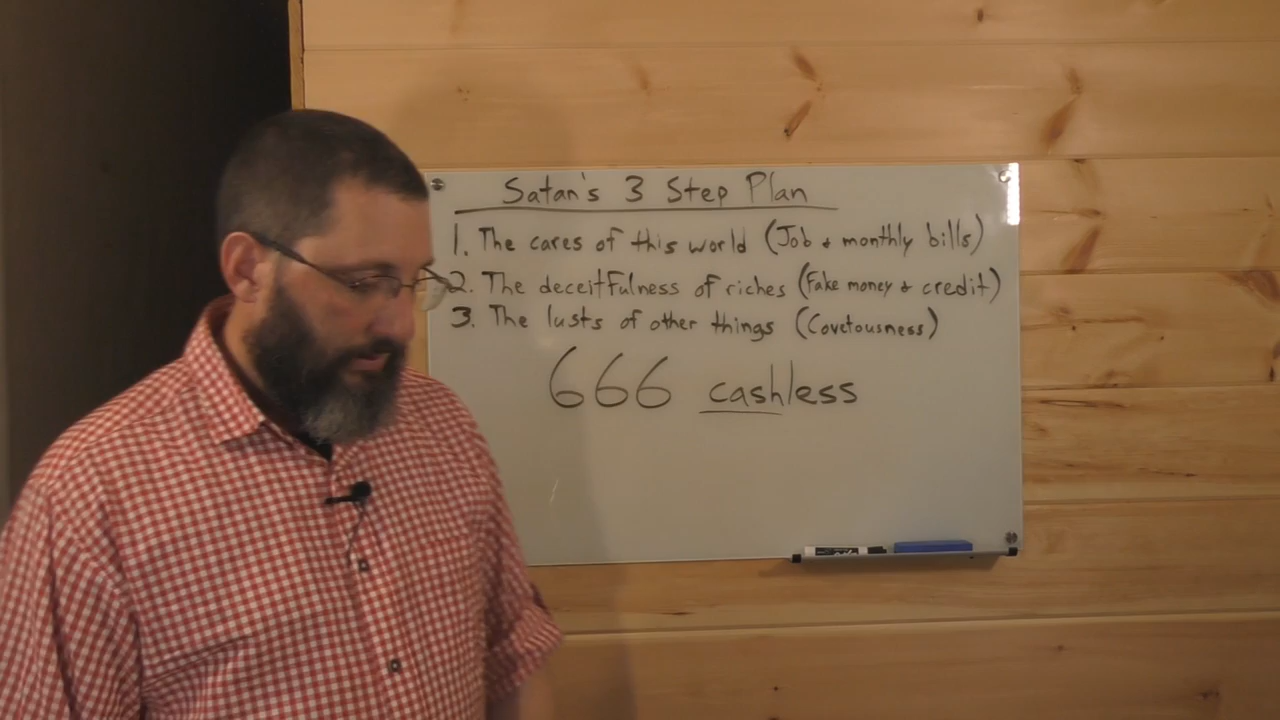 Satan's 3 Step Plan
1. The cares of this world (Job & monthly bills)
2. The deceitfulness of riches (Fake money & credit)
3. The lusts of other things (Covetousness)
666 cashless